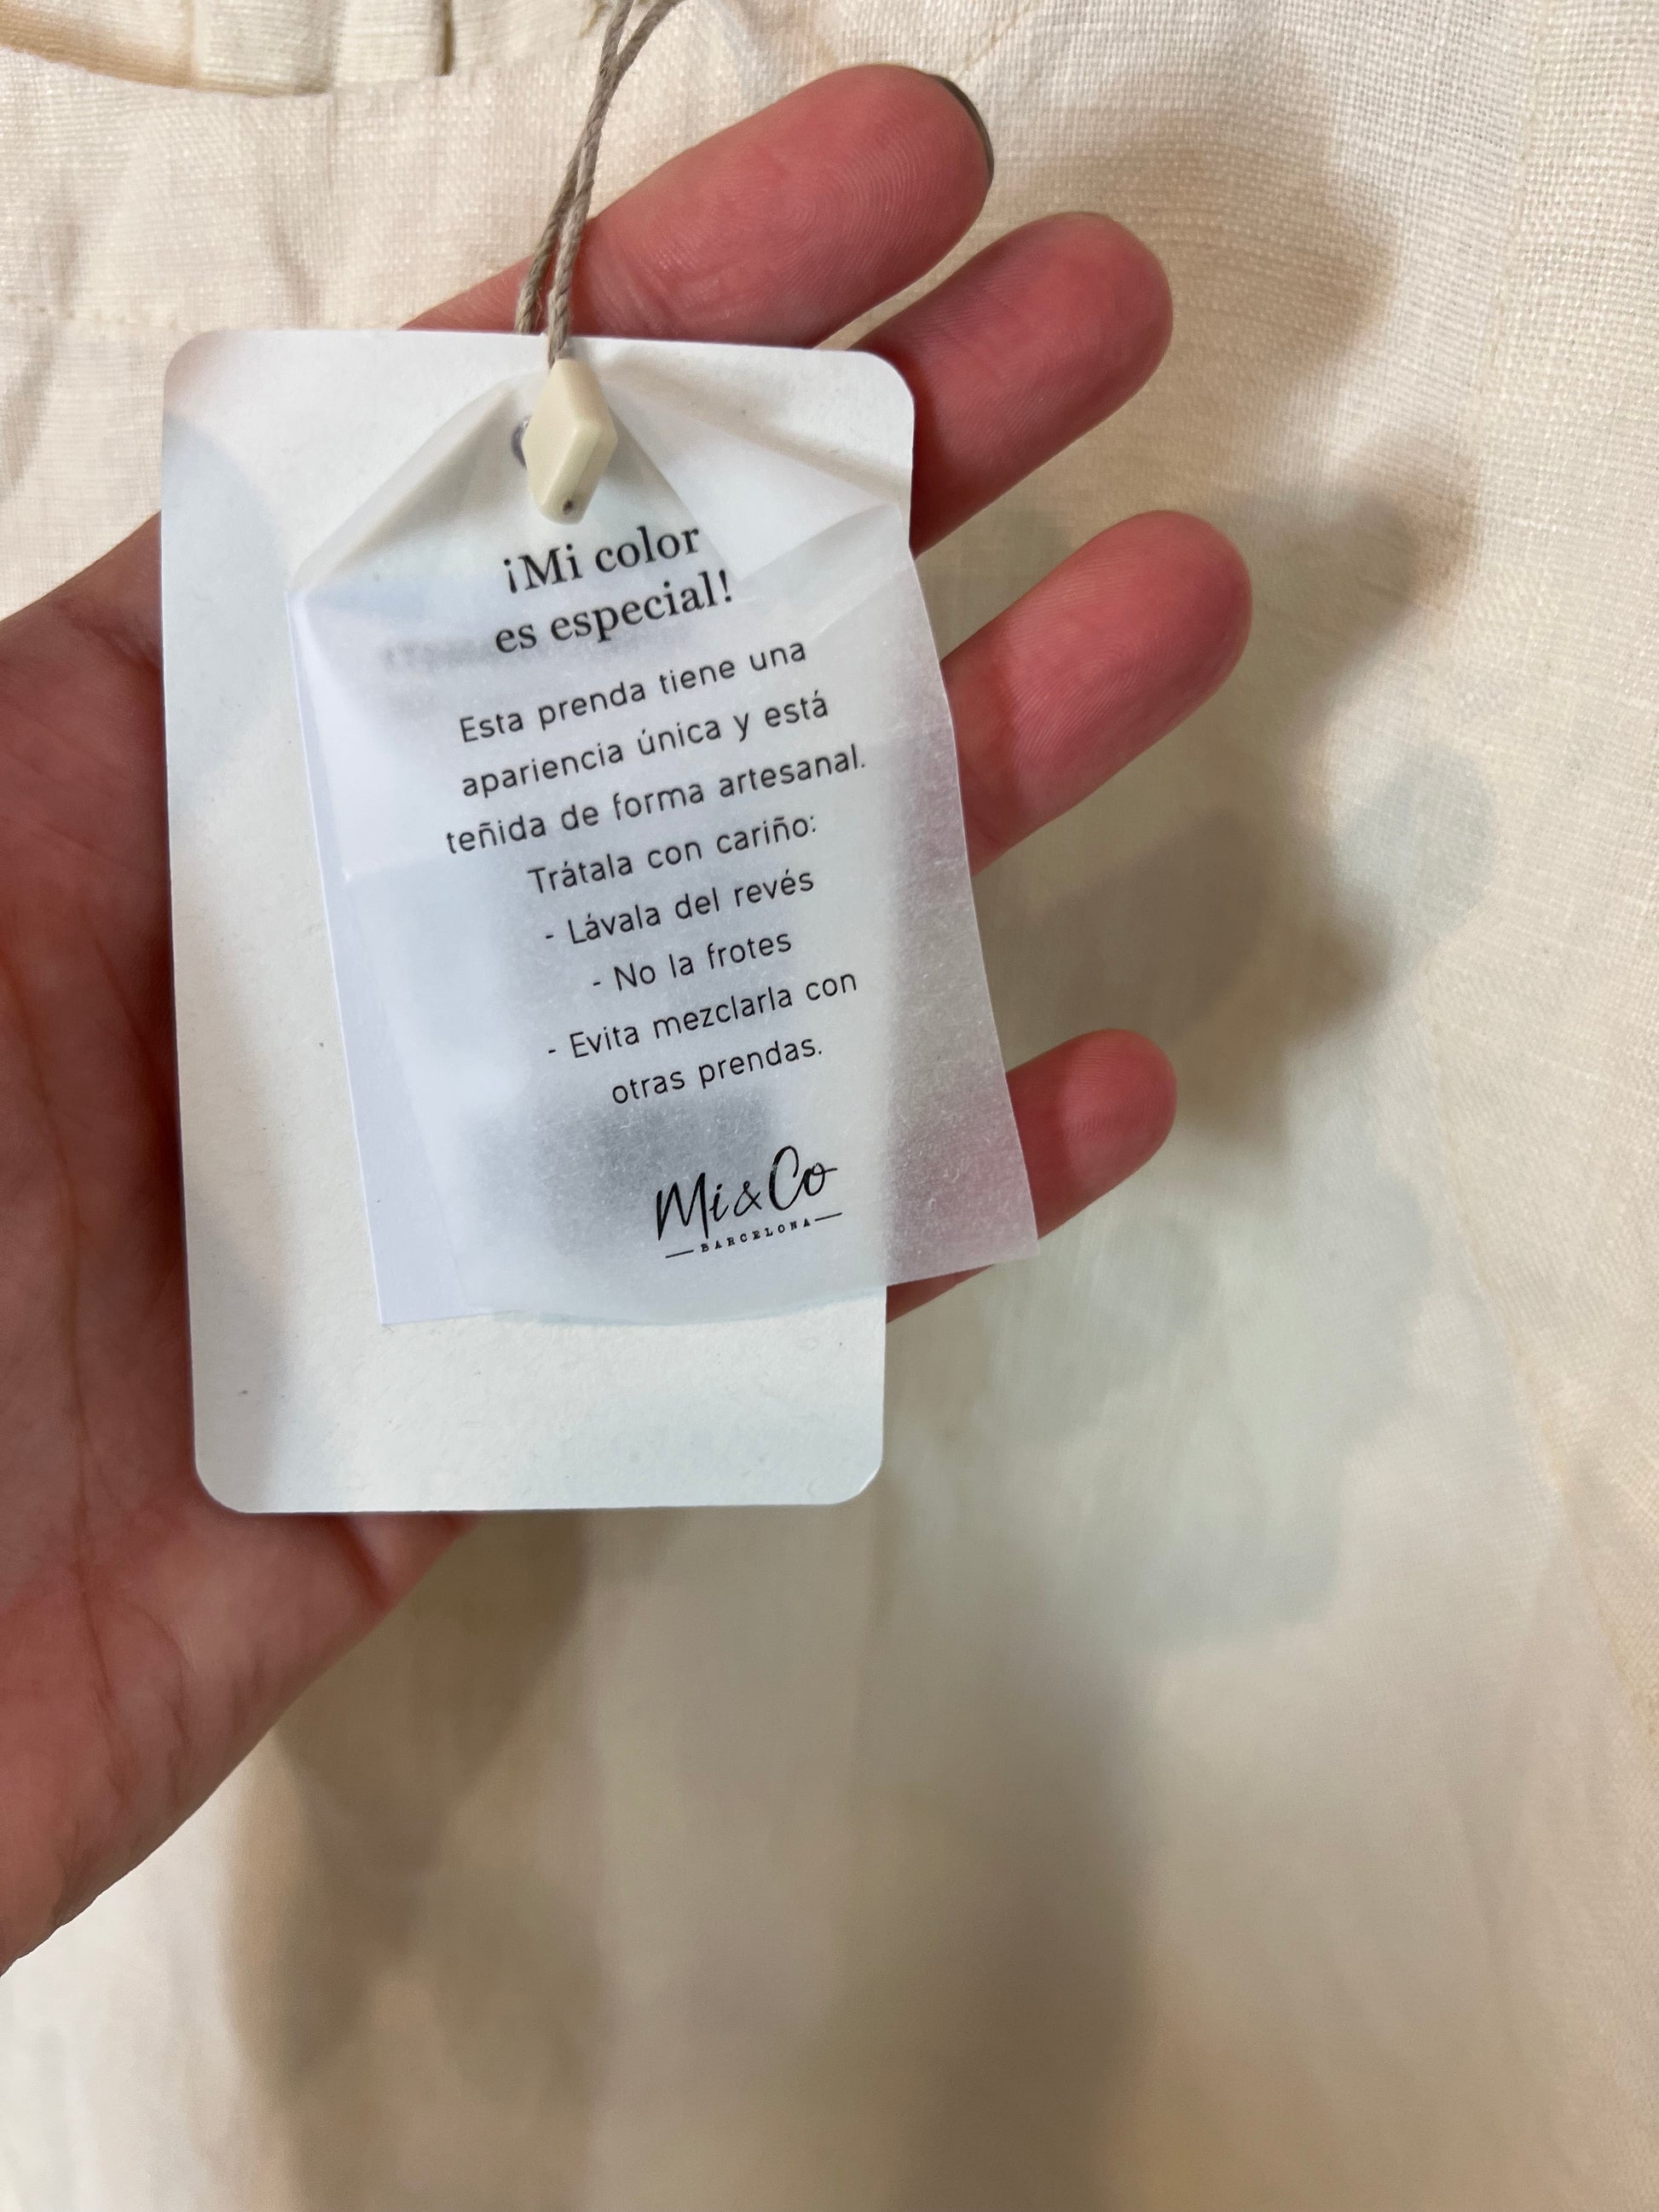 ¡Mi color
es especial!
Esta prenda tiene una
apariencia única y está
teñida de forma artesanal.
Trátala con cariño:
- Lávala del revés
- No la frotes
- Evita mezclarla con
otras prendas.
Mi&Co
BARCELONA